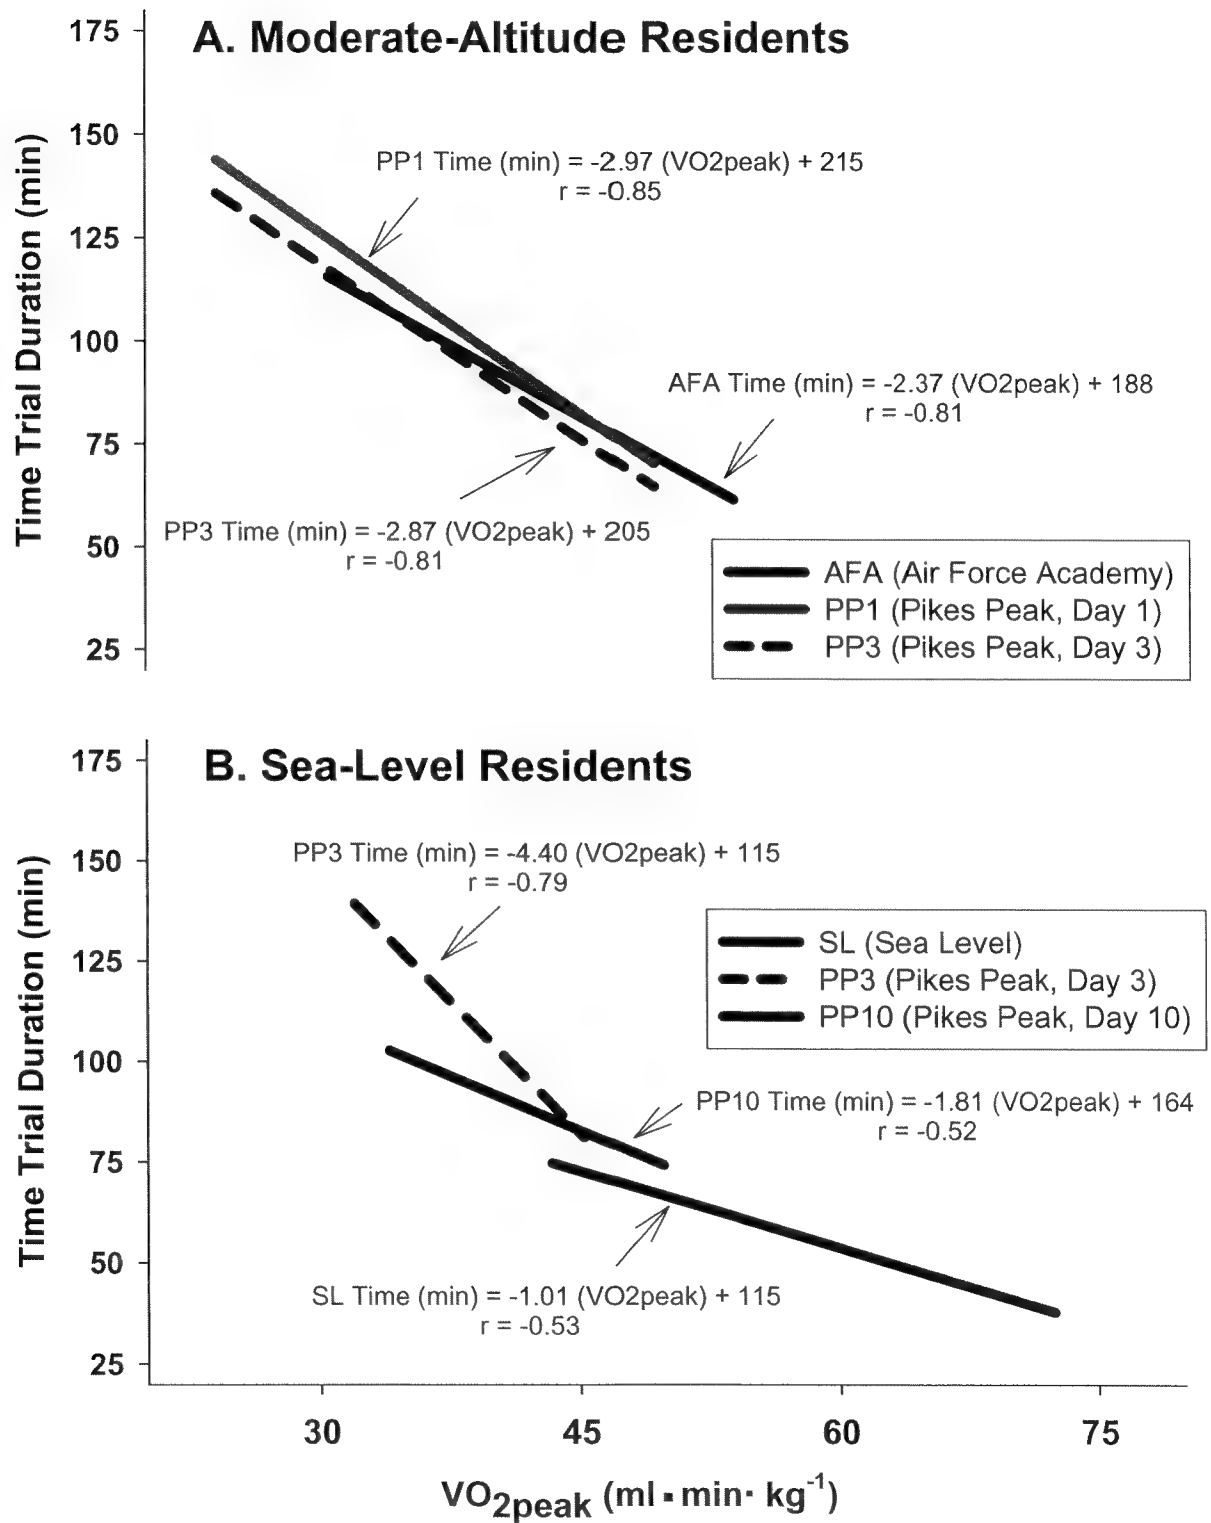 A. Moderate-Altitude Residents
175
150
125
100
75
50
25
Time Trial Duration (min)
PP1 Time (min) = -2.97 (VO2peak) + 215
r = -0.85
AFA Time (min) = -2.37 (VO2peak) + 188
r = -0.81
PP3 Time (min) = -2.87 (VO2peak) + 205
r = -0.81
AFA (Air Force Academy)
PP1 (Pikes Peak, Day 1)
PP3 (Pikes Peak, Day 3)
B. Sea-Level Residents
175
150
125
100
75
50
25
Time Trial Duration (min)
PP3 Time (min) = -4.40 (VO2peak) + 115
r = -0.79
SL (Sea Level)
PP3 (Pikes Peak, Day 3)
PP10 (Pikes Peak, Day 10)
PP10 Time (min) = -1.81 (VO2peak) + 164
r = -0.52
SL Time (min) = -1.01 (VO2peak) + 115
r = -0.53
30 45 60 75
VO2peak (ml▪min· kg-1)